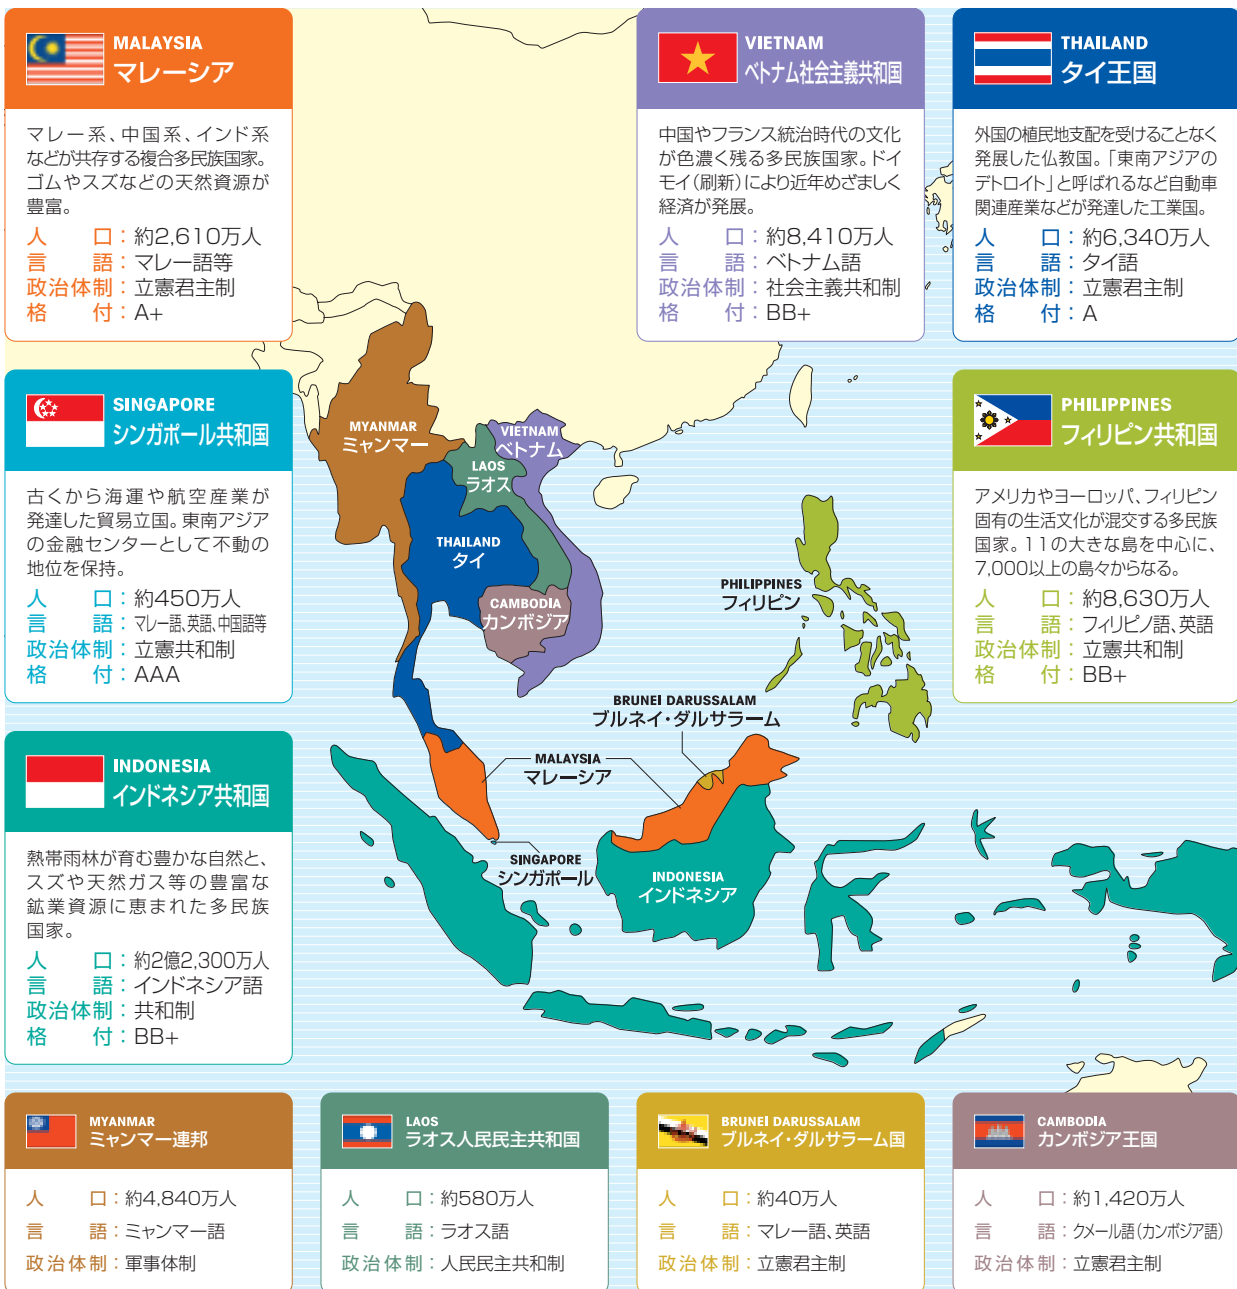 MALAYSIA
マレーシア
マレー系、中国系、インド系
などが共存する複合多民族国家。
ゴムやスズなどの天然資源が
豊富。
人口：約2,610万人
言語：マレー語等
政治体制：立憲君主制
格付：A+
VIETNAM
ベトナム社会主義共和国
中国やフランス統治時代の文化
が色濃く残る多民族国家。ドイ
モイ（刷新）により近年めざましく
経済が発展。
人口：約8,410万人
言語：ベトナム語
政治体制：社会主義共和制
格付：BB+
THAILAND
タイ王国
外国の植民地支配を受けることなく
発展した仏教国。「東南アジアの
デトロイト」と呼ばれるなど自動車
関連産業などが発達した工業国。
人口：約6,340万人
言語：タイ語
政治体制：立憲君主制
格付：A
SINGAPORE
シンガポール共和国
古くから海運や航空産業が
発達した貿易立国。東南アジア
の金融センターとして不動の
地位を保持。
人口：約450万人
言語：マレー語、英語、中国語等
政治体制：立憲共和制
格付：AAA
PHILIPPINES
フィリピン共和国
アメリカやヨーロッパ、フィリピン
固有の生活文化が混交する多民族
国家。11の大きな島を中心に、
7,000以上の島々からなる。
人口：約8,630万人
言語：フィリピノ語、英語
政治体制：立憲共和制
格付：BB+
INDONESIA
インドネシア共和国
熱帯雨林が育む豊かな自然と、
スズや天然ガス等の豊富な
鉱業資源に恵まれた多民族
国家。
人口：約2億2,300万人
言語：インドネシア語
政治体制：共和制
格付：BB+
MYANMAR
ミャンマー
VIETNAM
ベトナム
LAOS
ラオス
THAILAND
タイ
CAMBODIA
カンボジア
PHILIPPINES
フィリピン
BRUNEI DARUSSALAM
ブルネイ・ダルサラーム
MALAYSIA
マレーシア
SINGAPORE
シンガポール
INDONESIA
インドネシア
MYANMAR
ミャンマー連邦
人口：約4,840万人
言語：ミャンマー語
政治体制：軍事体制
LAOS
ラオス人民民主共和国
人口：約580万人
言語：ラオス語
政治体制：人民民主共和制
BRUNEI DARUSSALAM
ブルネイ・ダルサラーム国
人口：約40万人
言語：マレー語、英語
政治体制：立憲君主制
CAMBODIA
カンボジア王国
人口：約1,420万人
言語：クメール語（カンボジア語）
政治体制：立憲君主制